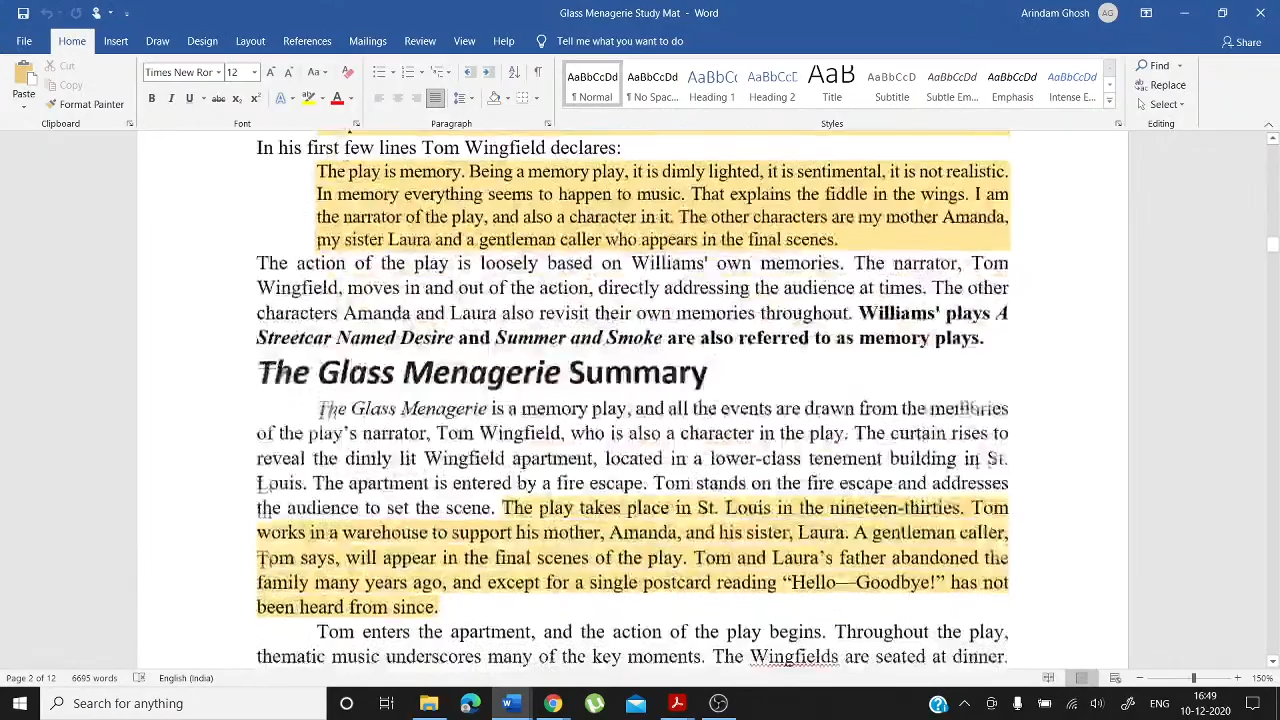 Glass Menagerie Study Mat - Word
Arindam Ghosh AG
File Home Insert Draw Design Layout References Mailings Review View Help Tell me what you want to do Share
Paste Cut Copy Format Painter Clipboard
Times New Ror 12 Font
Paragraph
AaBbCcDd ¶ Normal
AaBbCcDd ¶ No Spac...
AaBbCc Heading 1
AaBbCcD Heading 2
AaB Title
AaBbCcD Subtitle
AaBbCcDd Subtle Em...
AaBbCcDd Emphasis
AaBbCcDd Intense E...
Styles
Find Replace Select Editing
In his first few lines Tom Wingfield declares:
The play is memory. Being a memory play, it is dimly lighted, it is sentimental, it is not realistic.
In memory everything seems to happen to music. That explains the fiddle in the wings. I am
the narrator of the play, and also a character in it. The other characters are my mother Amanda,
my sister Laura and a gentleman caller who appears in the final scenes.
The action of the play is loosely based on Williams' own memories. The narrator, Tom
Wingfield, moves in and out of the action, directly addressing the audience at times. The other
characters Amanda and Laura also revisit their own memories throughout. Williams' plays A
Streetcar Named Desire and Summer and Smoke are also referred to as memory plays.
The Glass Menagerie Summary
The Glass Menagerie is a memory play, and all the events are drawn from the memories
of the play’s narrator, Tom Wingfield, who is also a character in the play. The curtain rises to
reveal the dimly lit Wingfield apartment, located in a lower-class tenement building in St.
Louis. The apartment is entered by a fire escape. Tom stands on the fire escape and addresses
the audience to set the scene. The play takes place in St. Louis in the nineteen-thirties. Tom
works in a warehouse to support his mother, Amanda, and his sister, Laura. A gentleman caller,
Tom says, will appear in the final scenes of the play. Tom and Laura’s father abandoned the
family many years ago, and except for a single postcard reading “Hello—Goodbye!” has not
been heard from since.
Tom enters the apartment, and the action of the play begins. Throughout the play,
thematic music underscores many of the key moments. The Wingfields are seated at dinner.
Page 2 of 12 6695 words English (India) 150%
Search for anything
ENG
16:49
10-12-2020